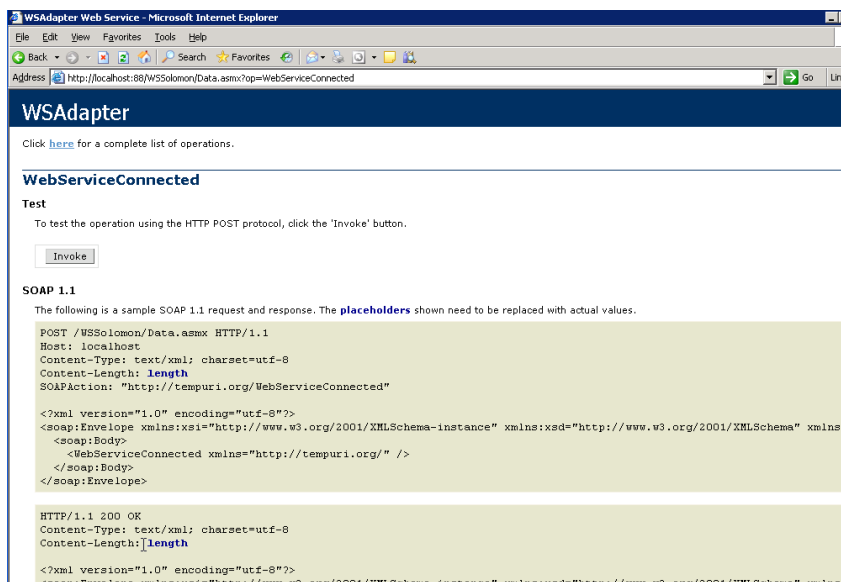 WSAdapter Web Service - Microsoft Internet Explorer
File Edit View Favorites Tools Help
Back Search Favorites
Address http://localhost:88/WSSolomon/Data.asmx?op=WebServiceConnected Go Lin
WSAdapter
Click here for a complete list of operations.
WebServiceConnected
Test
To test the operation using the HTTP POST protocol, click the 'Invoke' button.
Invoke
SOAP 1.1
The following is a sample SOAP 1.1 request and response. The placeholders shown need to be replaced with actual values.
POST /WSSolomon/Data.asmx HTTP/1.1
Host: localhost
Content-Type: text/xml; charset=utf-8
Content-Length: length
SOAPAction: "http://tempuri.org/WebServiceConnected"
<?xml version="1.0" encoding="utf-8"?>
<soap:Envelope xmlns:xsi="http://www.w3.org/2001/XMLSchema-instance" xmlns:xsd="http://www.w3.org/2001/XMLSchema" xmlns
<soap:Body>
<WebServiceConnected xmlns="http://tempuri.org/" />
</soap:Body>
</soap:Envelope>
HTTP/1.1 200 OK
Content-Type: text/xml; charset=utf-8
Content-Length: length
<?xml version="1.0" encoding="utf-8"?>